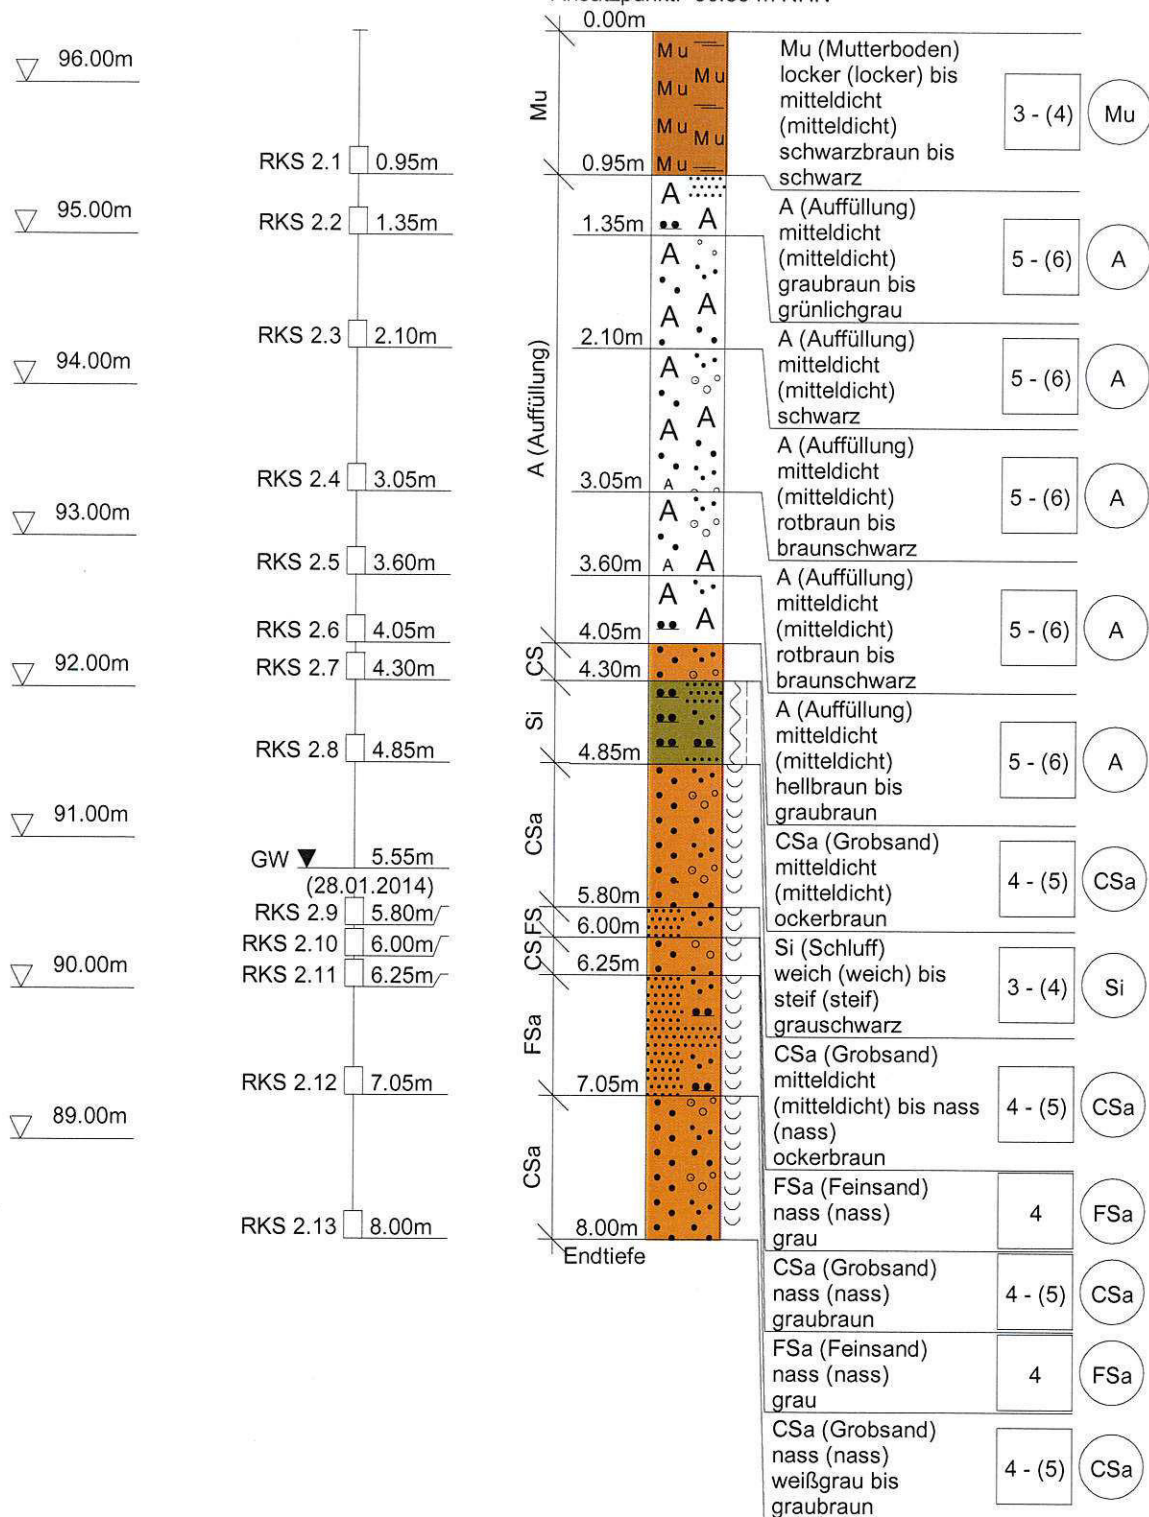 0.00m
96.00m
95.00m
94.00m
93.00m
92.00m
91.00m
90.00m
89.00m
RKS 2.1 0.95m
RKS 2.2 1.35m
RKS 2.3 2.10m
RKS 2.4 3.05m
RKS 2.5 3.60m
RKS 2.6 4.05m
RKS 2.7 4.30m
RKS 2.8 4.85m
GW 5.55m
(28.01.2014)
RKS 2.9 5.80m
RKS 2.10 6.00m
RKS 2.11 6.25m
RKS 2.12 7.05m
RKS 2.13 8.00m
Mu
A (Auffüllung)
CS
Si
CSa
FS
CS
FSa
CSa
0.95m
1.35m
2.10m
3.05m
3.60m
4.05m
4.30m
4.85m
5.80m
6.00m
6.25m
7.05m
8.00m
Endtiefe
Mu
Mu
Mu
Mu
Mu
Mu
A
A
A
A
A
A
A
A
A
A
A
A
A
Mu (Mutterboden)
locker (locker) bis
mitteldicht
(mitteldicht)
schwarzbraun bis
schwarz
3 - (4) Mu
A (Auffüllung)
mitteldicht
(mitteldicht)
graubraun bis
grünlichgrau
5 - (6) A
A (Auffüllung)
mitteldicht
(mitteldicht)
schwarz
5 - (6) A
A (Auffüllung)
mitteldicht
(mitteldicht)
rotbraun bis
braunschwarz
5 - (6) A
A (Auffüllung)
mitteldicht
(mitteldicht)
rotbraun bis
braunschwarz
5 - (6) A
A (Auffüllung)
mitteldicht
(mitteldicht)
hellbraun bis
graubraun
5 - (6) A
CSa (Grobsand)
mitteldicht
(mitteldicht)
ockerbraun
4 - (5) CSa
Si (Schluff)
weich (weich) bis
steif (steif)
grauschwarz
3 - (4) Si
CSa (Grobsand)
mitteldicht
(mitteldicht) bis nass
(nass)
ockerbraun
4 - (5) CSa
FSa (Feinsand)
nass (nass)
grau
4 FSa
CSa (Grobsand)
nass (nass)
graubraun
4 - (5) CSa
FSa (Feinsand)
nass (nass)
grau
4 FSa
CSa (Grobsand)
nass (nass)
weißgrau bis
graubraun
4 - (5) CSa